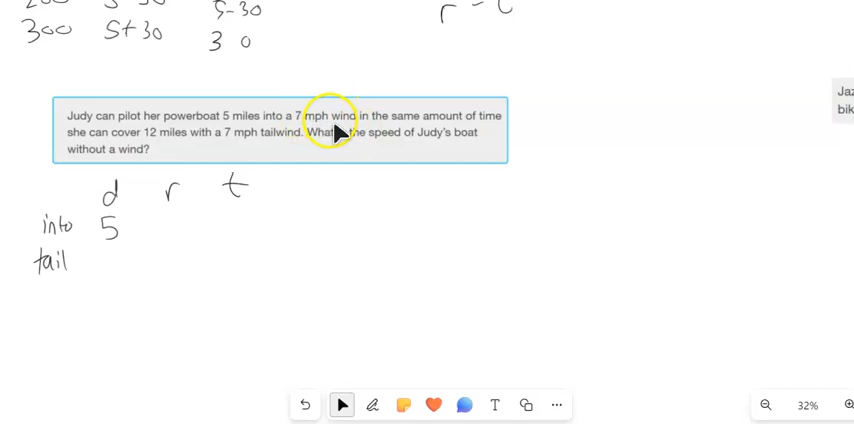 S-30
300 S+30 3 0
r
Judy can pilot her powerboat 5 miles into a 7 mph wind in the same amount of time
she can cover 12 miles with a 7 mph tailwind. What the speed of Judy's boat
without a wind?
d r t
into 5
tail
Jaz
bik
T ...
32%